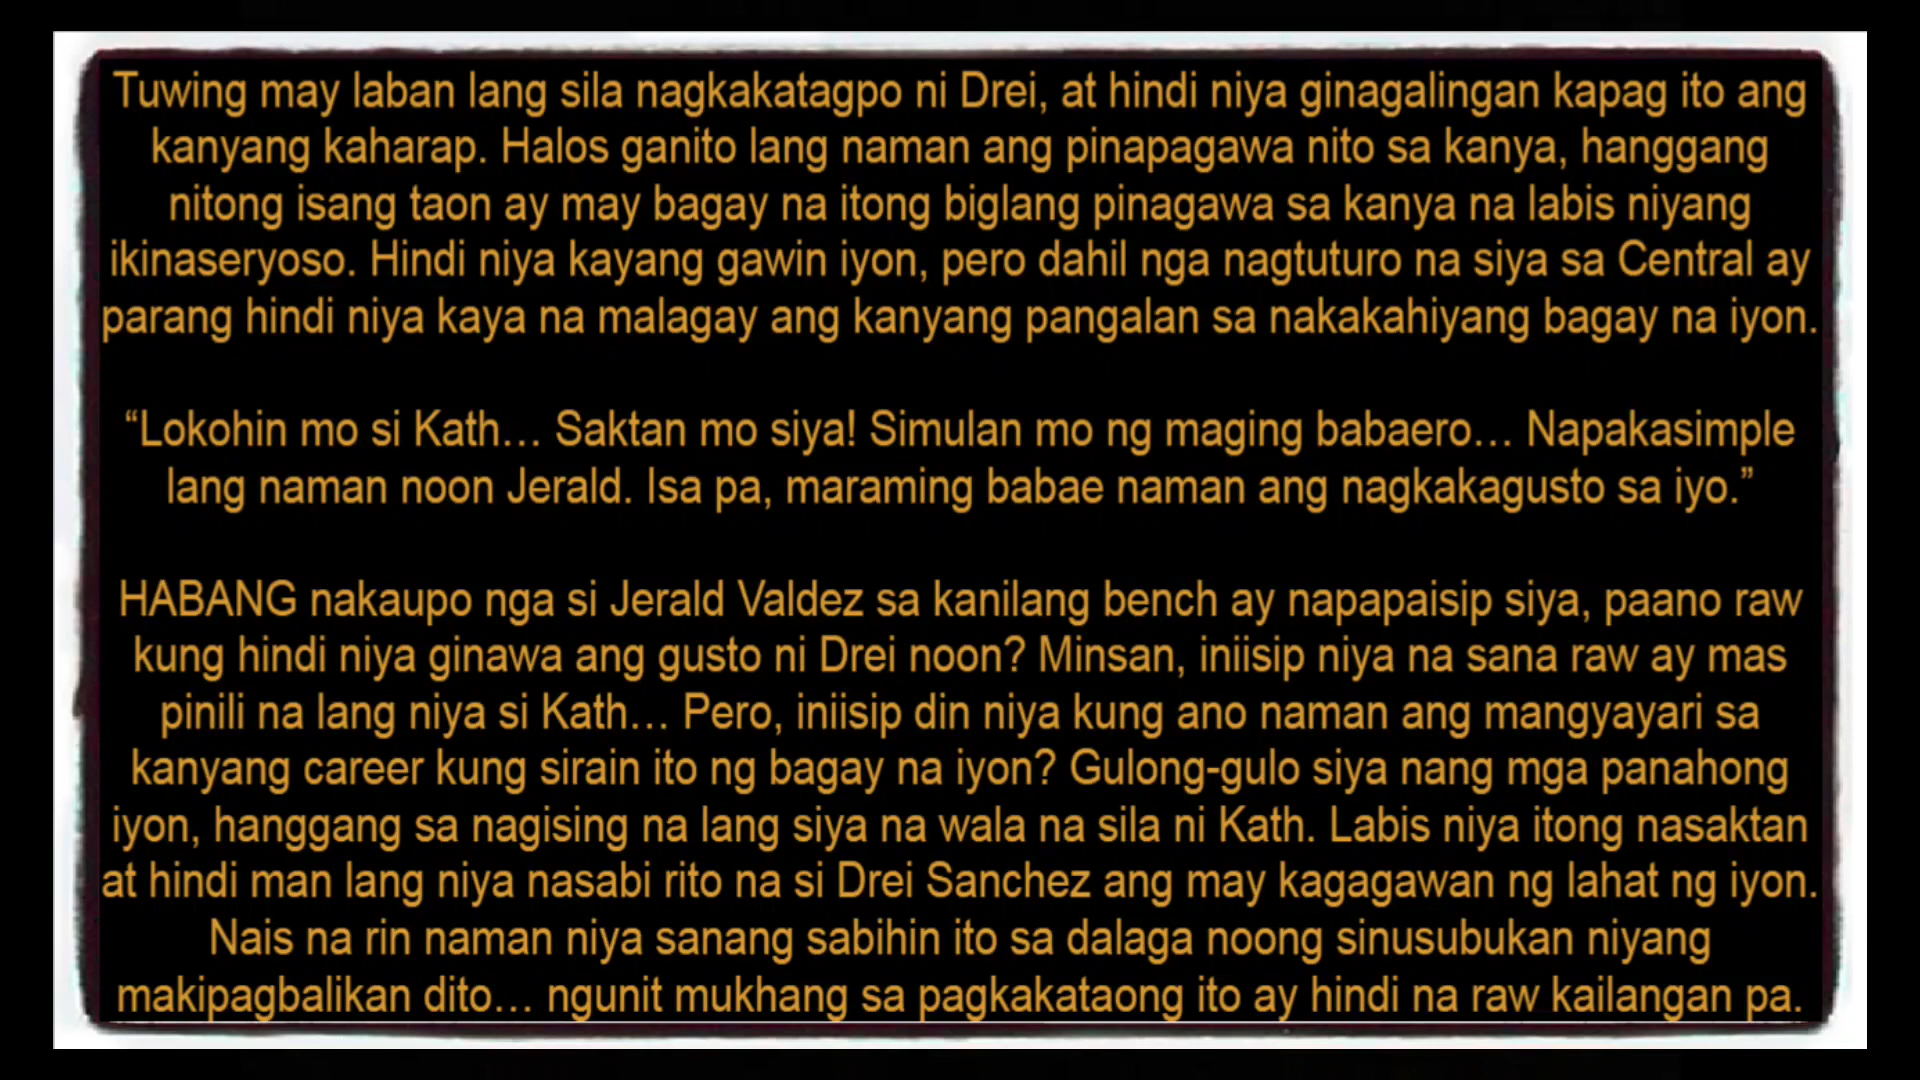 Tuwing may laban lang sila nagkakatagpo ni Drei, at hindi niya ginagalingan kapag ito ang
kanyang kaharap. Halos ganito lang naman ang pinapagawa nito sa kanya, hanggang
nitong isang taon ay may bagay na itong biglang pinagawa sa kanya na labis niyang
ikinaseryoso. Hindi niya kayang gawin iyon, pero dahil nga nagtuturo na siya sa Central ay
parang hindi niya kaya na malagay ang kanyang pangalan sa nakakahiyang bagay na iyon.
“Lokohin mo si Kath… Saktan mo siya! Simulan mo ng maging babaero… Napakasimple
lang naman noon Jerald. Isa pa, maraming babae naman ang nagkakagusto sa iyo.”
HABANG nakaupo nga si Jerald Valdez sa kanilang bench ay napapaisip siya, paano raw
kung hindi niya ginawa ang gusto ni Drei noon? Minsan, iniisip niya na sana raw ay mas
pinili na lang niya si Kath… Pero, iniisip din niya kung ano naman ang mangyayari sa
kanyang career kung sirain ito ng bagay na iyon? Gulong-gulo siya nang mga panahong
iyon, hanggang sa nagising na lang siya na wala na sila ni Kath. Labis niya itong nasaktan
at hindi man lang niya nasabi rito na si Drei Sanchez ang may kagagawan ng lahat ng iyon.
Nais na rin naman niya sanang sabihin ito sa dalaga noong sinusubukan niyang
makipagbalikan dito… ngunit mukhang sa pagkakataong ito ay hindi na raw kailangan pa.